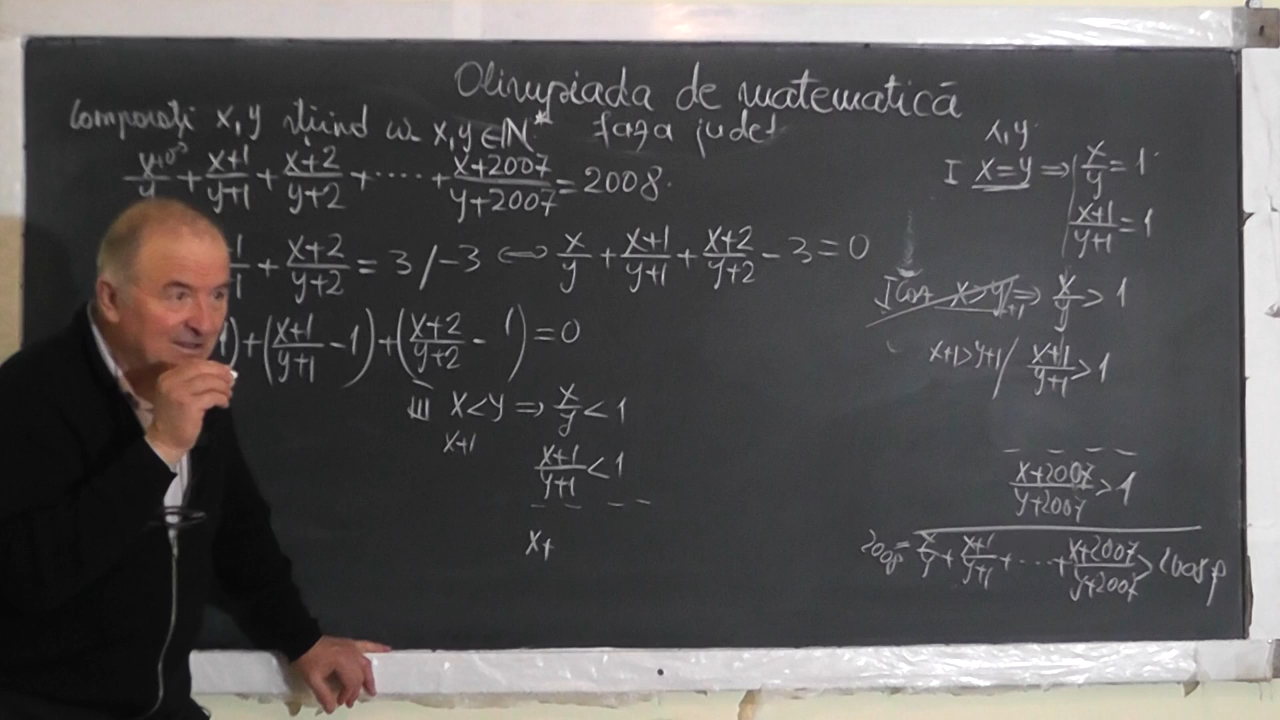 Olimpiada de matematică
Comparați x,y știind că x,y∈ℕ* faza județ
x+0/y + x+1/y+1 + x+2/y+2 + ..... + x+2007/y+2007 = 2008.
1/1 + x+2/y+2 = 3 /-3 ⇔ x/y + x+1/y+1 + x+2/y+2 - 3 = 0
1) + (x+1/y+1 - 1) + (x+2/y+2 - 1) = 0
III x<y ⇒ x/y < 1
x+1
x+1/y+1 < 1
- - - -
x+
x,y.
I x=y ⇒ x/y = 1
x+1/y+1 = 1
x>y ⇒ x/y > 1
x+1>y+1 / x+1/y+1 > 1
- - - -
x+2007/y+2007 > 1
2008 = x/y + x+1/y+1 + ... + x+2007/y+2007 > 2008